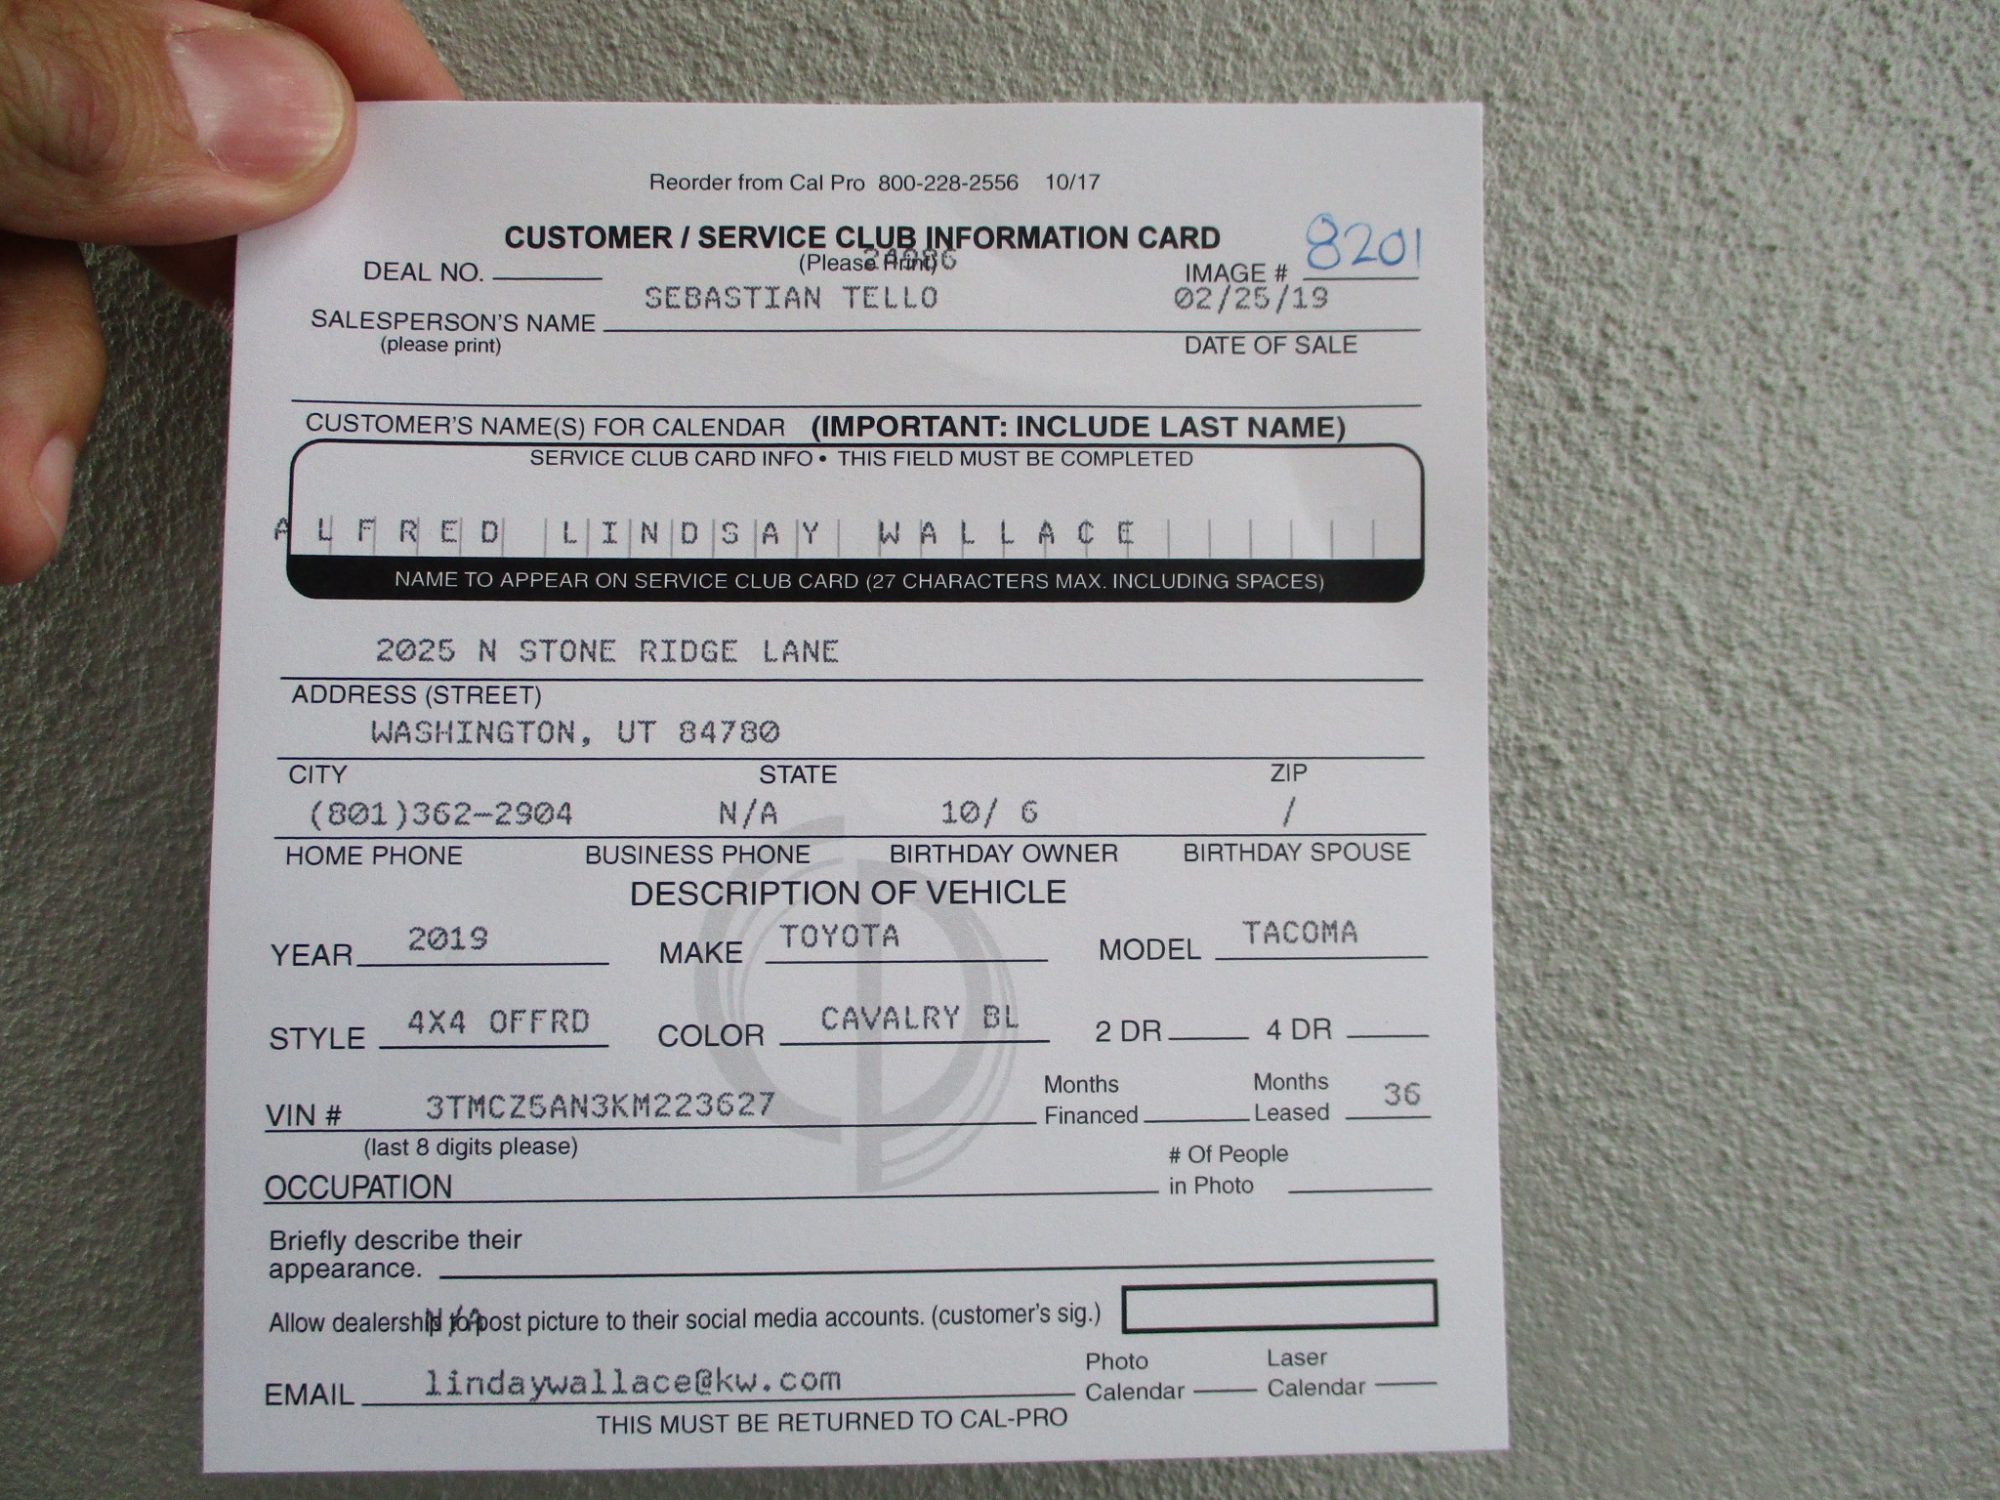 Reorder from Cal Pro 800-228-2556 10/17
CUSTOMER / SERVICE CLUB INFORMATION CARD
(Please Print)
DEAL NO. IMAGE # 8201
SEBASTIAN TELLO 02/25/19
SALESPERSON'S NAME
(please print) DATE OF SALE
CUSTOMER'S NAME(S) FOR CALENDAR (IMPORTANT: INCLUDE LAST NAME)
SERVICE CLUB CARD INFO • THIS FIELD MUST BE COMPLETED
ALFRED LINDSAY WALLACE
NAME TO APPEAR ON SERVICE CLUB CARD (27 CHARACTERS MAX. INCLUDING SPACES)
2025 N STONE RIDGE LANE
ADDRESS (STREET)
WASHINGTON, UT 84780
CITY STATE ZIP
(801)362-2904 N/A 10/ 6 /
HOME PHONE BUSINESS PHONE BIRTHDAY OWNER BIRTHDAY SPOUSE
DESCRIPTION OF VEHICLE
YEAR 2019 MAKE TOYOTA MODEL TACOMA
STYLE 4X4 OFFRD COLOR CAVALRY BL 2 DR 4 DR
VIN # 3TMCZ5AN3KM223627 Months Financed Months Leased 36
(last 8 digits please)
OCCUPATION # Of People in Photo
Briefly describe their
appearance.
N/A
Allow dealership to post picture to their social media accounts. (customer's sig.)
EMAIL lindaywallace@kw.com Photo Calendar Laser Calendar
THIS MUST BE RETURNED TO CAL-PRO